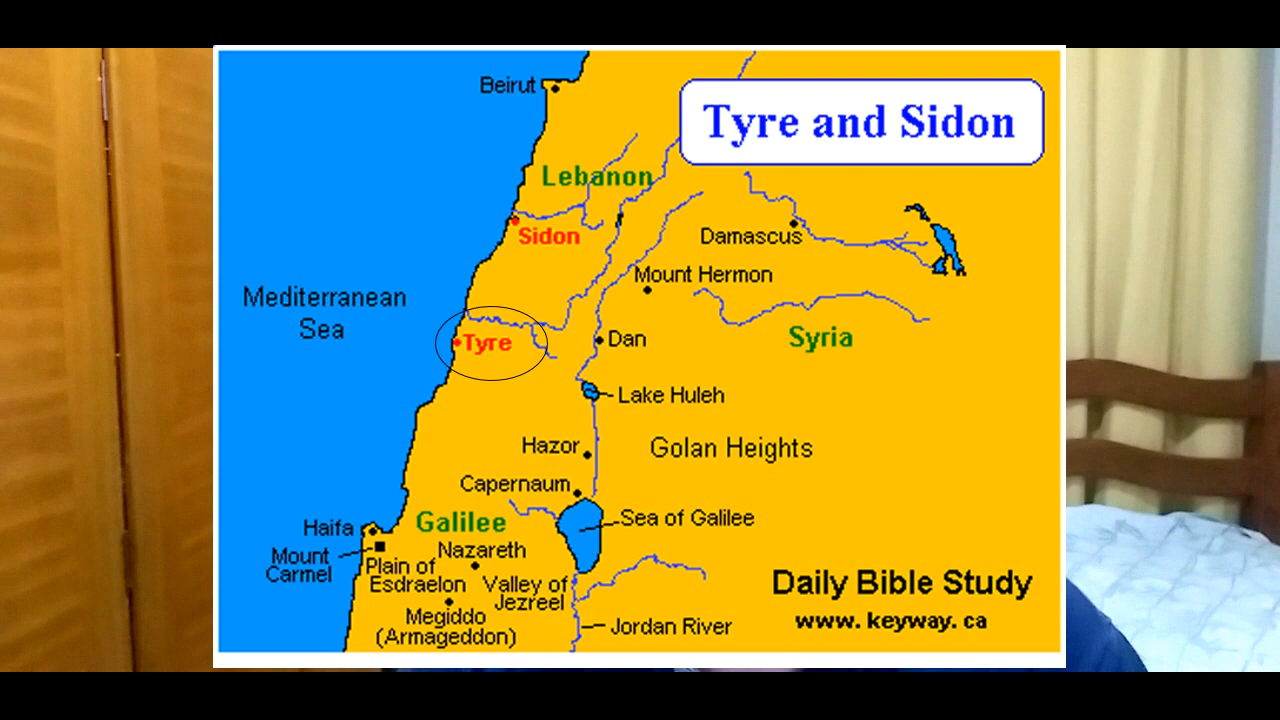 Beirut
Tyre and Sidon
Lebanon
Sidon
Damascus
Mount Hermon
Mediterranean
Sea
Tyre
Dan
Syria
Lake Huleh
Hazor
Golan Heights
Capernaum
Haifa
Galilee
Sea of Galilee
Mount
Carmel
Nazareth
Plain of
Esdraelon
Valley of
Jezreel
Megiddo
(Armageddon)
Jordan River
Daily Bible Study
www.keyway.ca